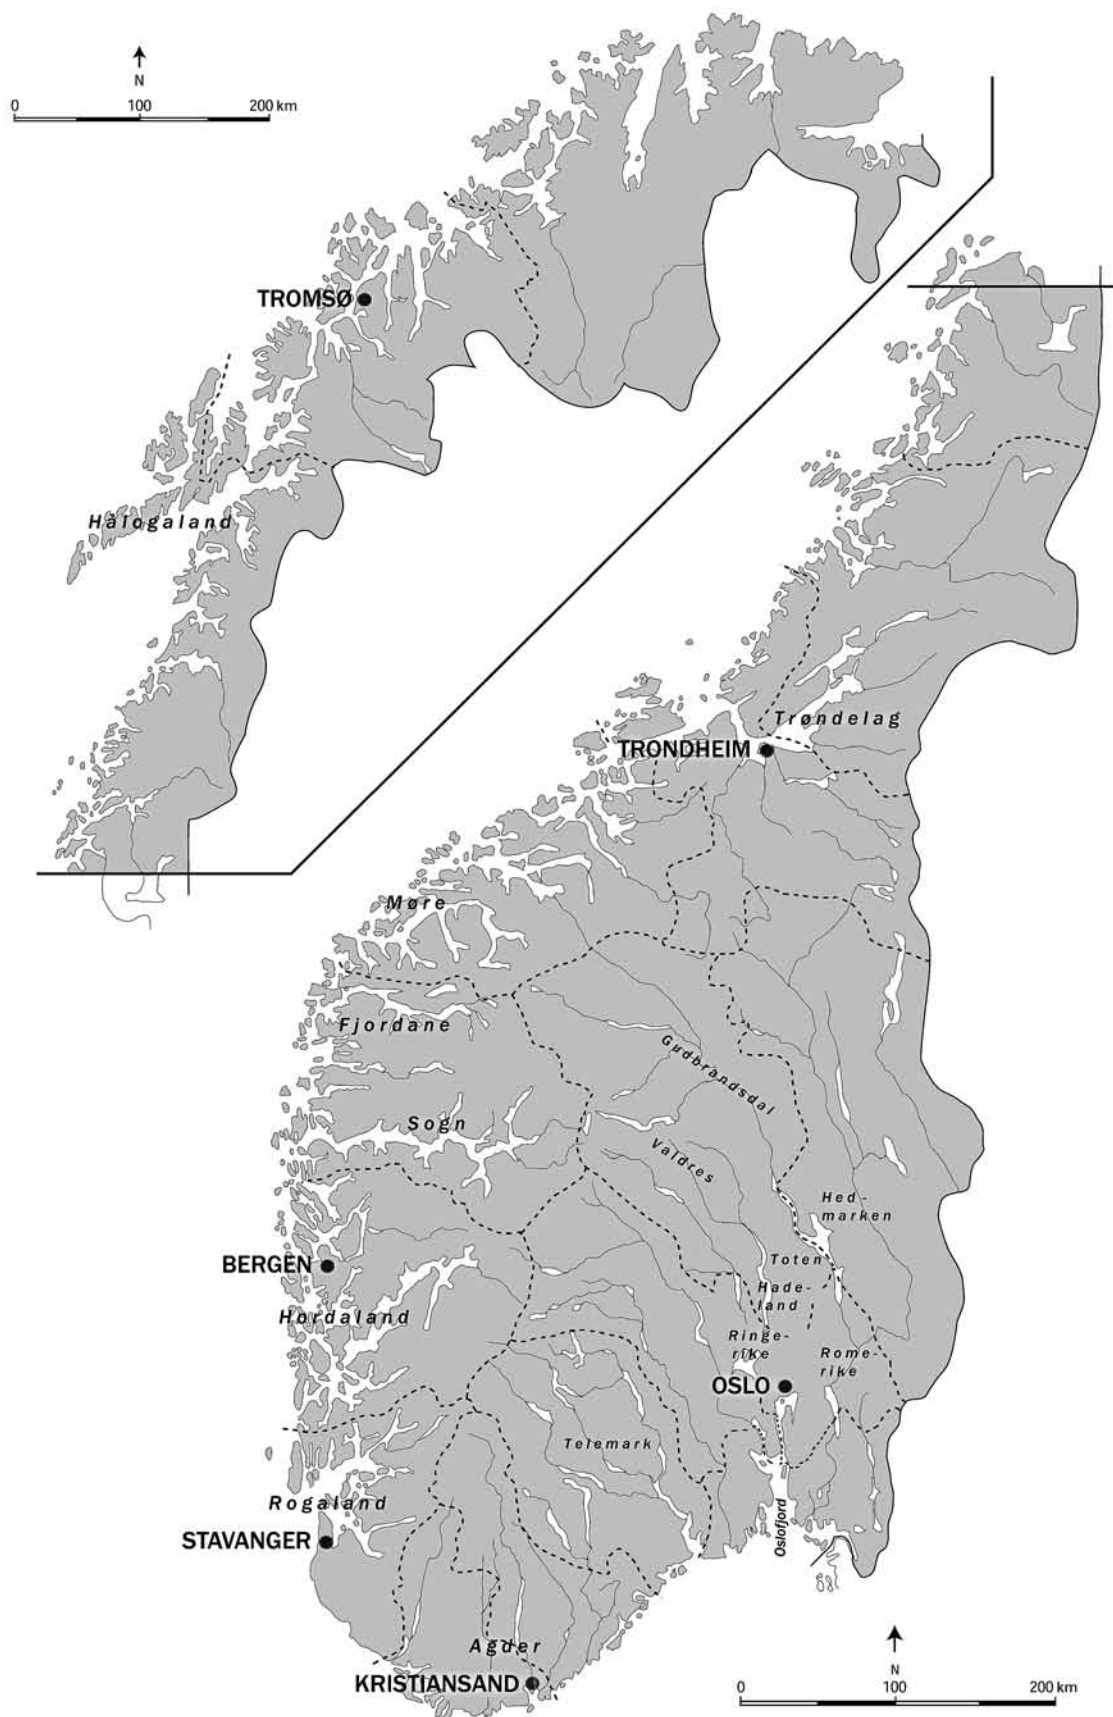 N
0 100 200 km
TROMSØ
Hålogaland
Trøndelag
TRONDHEIM
Møre
Fjordane
Gudbrandsdal
Sogn
Valdres
Hed-
marken
BERGEN
Toten
Hade-
land
Hordaland
Ringe-
rike
Rome-
rike
OSLO
Telemark
Rogaland
Oslofjord
STAVANGER
Agder
KRISTIANSAND
N
0 100 200 km